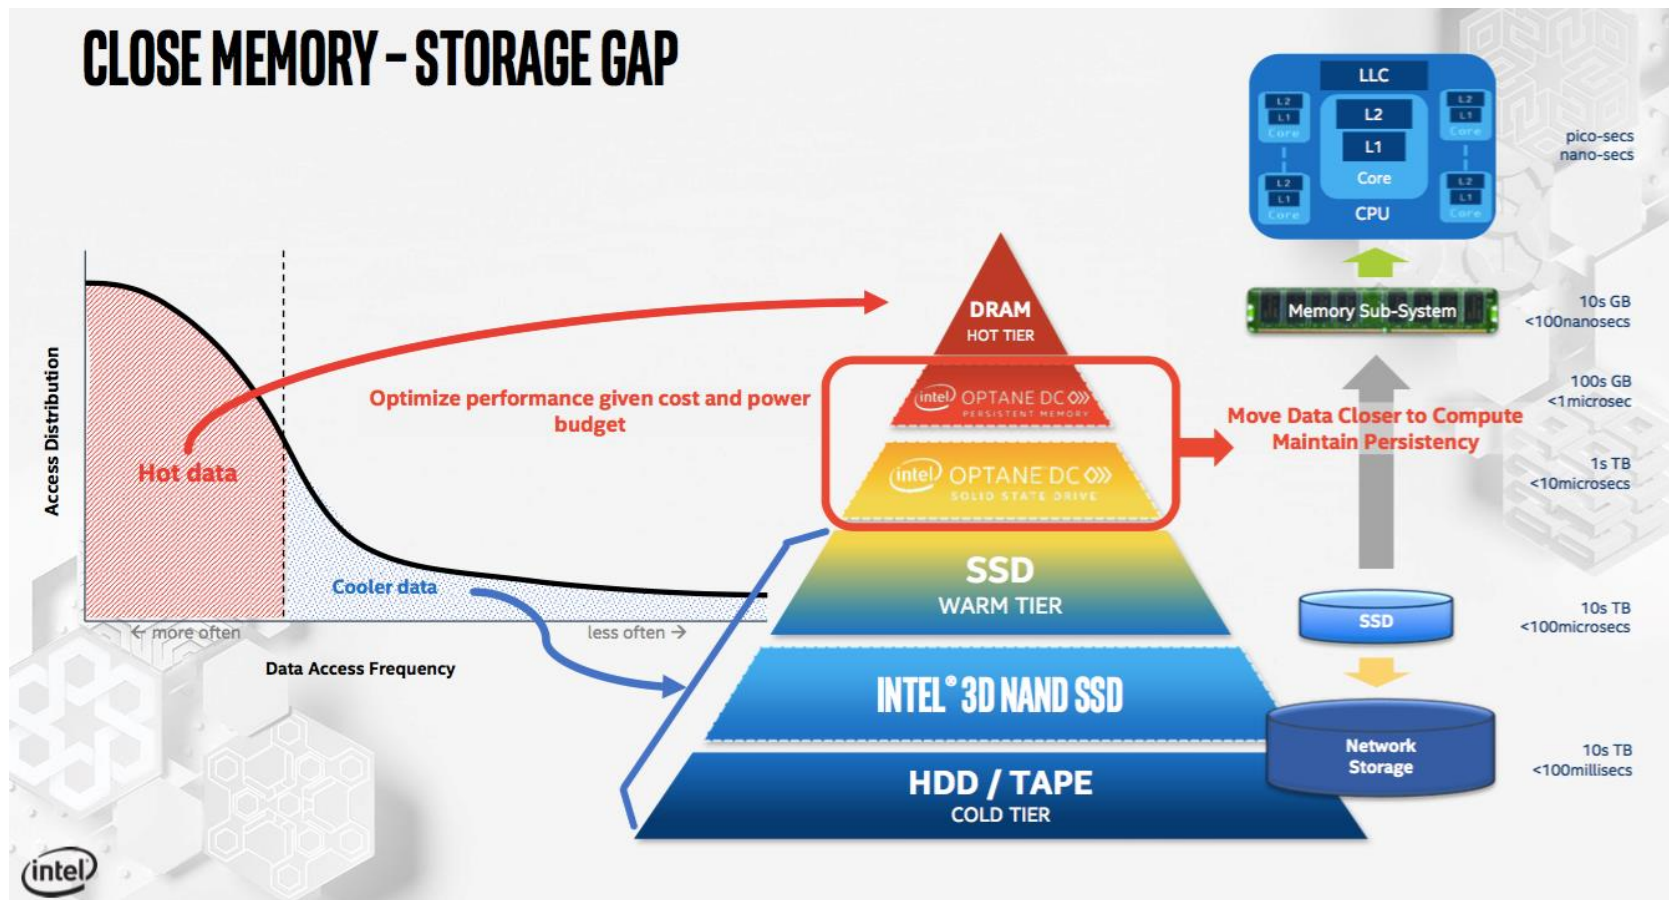 CLOSE MEMORY – STORAGE GAP
Access Distribution
Hot data
Cooler data
← more often
less often →
Data Access Frequency
Optimize performance given cost and power
budget
DRAM
HOT TIER
intel OPTANE DC
PERSISTENT MEMORY
intel OPTANE DC
SOLID STATE DRIVE
SSD
WARM TIER
INTEL® 3D NAND SSD
HDD / TAPE
COLD TIER
Move Data Closer to Compute
Maintain Persistency
LLC
L2
L1
Core
CPU
L2
L1
Core
L2
L1
Core
L2
L1
Core
L2
L1
Core
pico-secs
nano-secs
Memory Sub-System
10s GB
<100nanosecs
100s GB
<1microsec
1s TB
<10microsecs
SSD
10s TB
<100microsecs
Network
Storage
10s TB
<100millisecs
intel